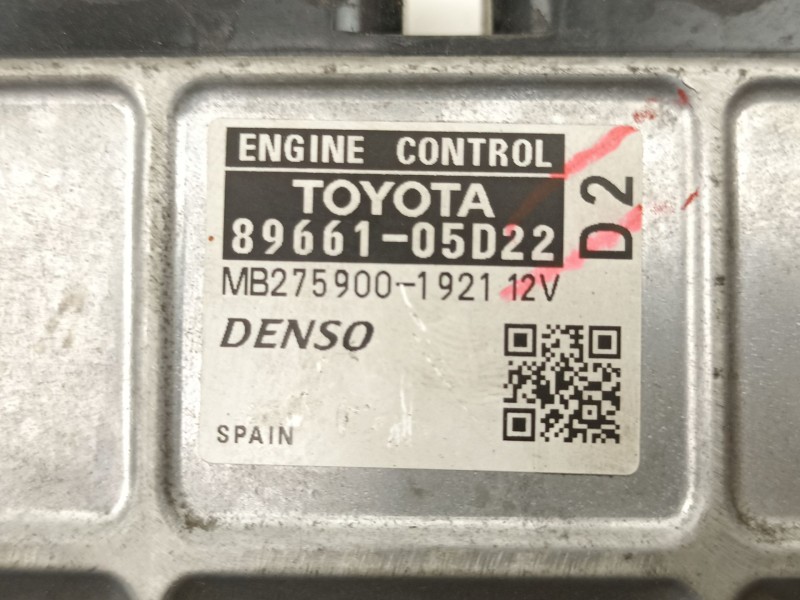 ENGINE CONTROL
TOYOTA
89661-05D22
D2
MB275900-1921 12V
DENSO
SPAIN